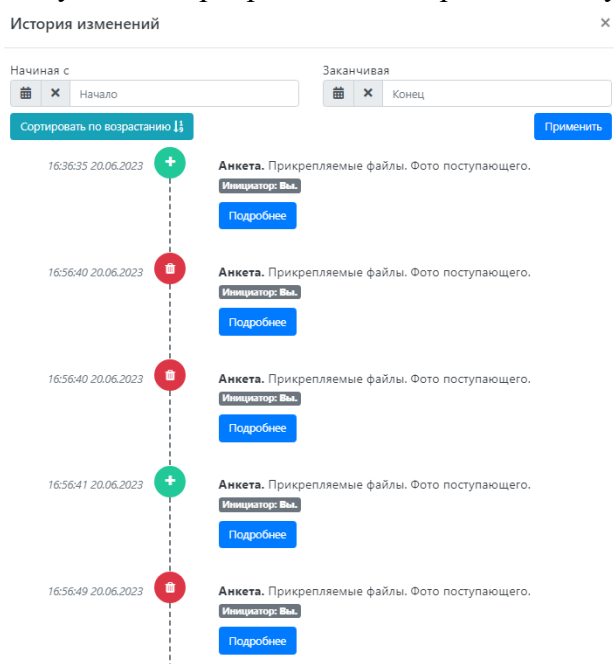 История изменений
Начиная с
Заканчивая
Начало
Конец
Сортировать по возрастанию
Применить
16:36:35 20.06.2023
Анкета. Прикрепляемые файлы. Фото поступающего.
Инициатор: Вы.
Подробнее
16:56:40 20.06.2023
Анкета. Прикрепляемые файлы. Фото поступающего.
Инициатор: Вы.
Подробнее
16:56:40 20.06.2023
Анкета. Прикрепляемые файлы. Фото поступающего.
Инициатор: Вы.
Подробнее
16:56:41 20.06.2023
Анкета. Прикрепляемые файлы. Фото поступающего.
Инициатор: Вы.
Подробнее
16:56:49 20.06.2023
Анкета. Прикрепляемые файлы. Фото поступающего.
Инициатор: Вы.
Подробнее